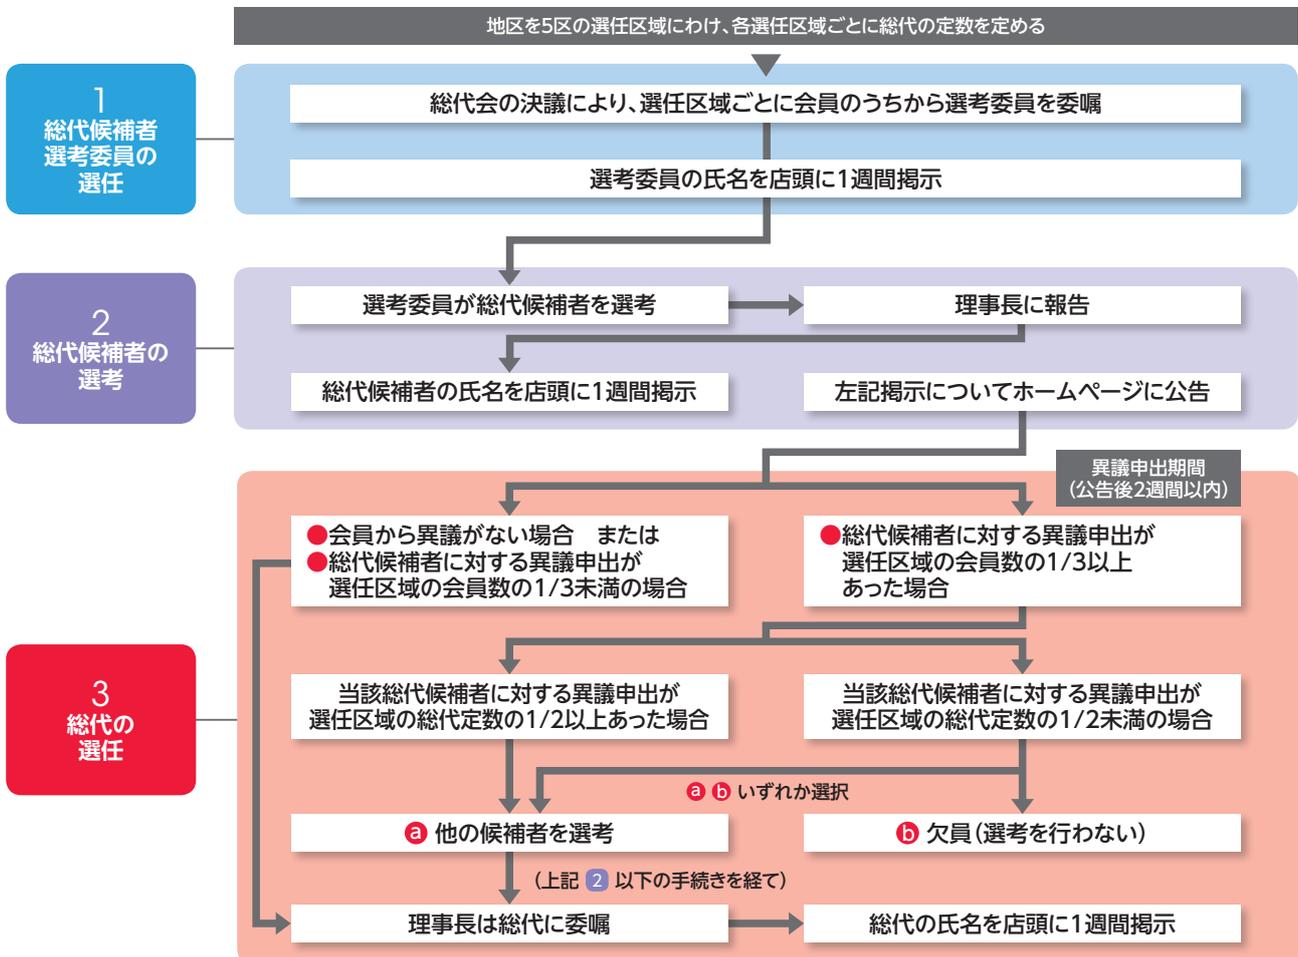 地区を5区の選任区域にわけ、各選任区域ごとに総代の定数を定める
1
総代候補者
選考委員の
選任
総代会の決議により、選任区域ごとに会員のうちから選考委員を委嘱
選考委員の氏名を店頭に1週間掲示
2
総代候補者の
選考
選考委員が総代候補者を選考
理事長に報告
総代候補者の氏名を店頭に1週間掲示
左記掲示についてホームページに公告
異議申出期間
(公告後2週間以内)
3
総代の
選任
●会員から異議がない場合　または
●総代候補者に対する異議申出が
選任区域の会員数の1/3未満の場合
●総代候補者に対する異議申出が
選任区域の会員数の1/3以上
あった場合
当該総代候補者に対する異議申出が
選任区域の総代定数の1/2以上あった場合
当該総代候補者に対する異議申出が
選任区域の総代定数の1/2未満の場合
a b いずれか選択
a 他の候補者を選考
b 欠員(選考を行わない)
(上記 2 以下の手続きを経て)
理事長は総代に委嘱
総代の氏名を店頭に1週間掲示